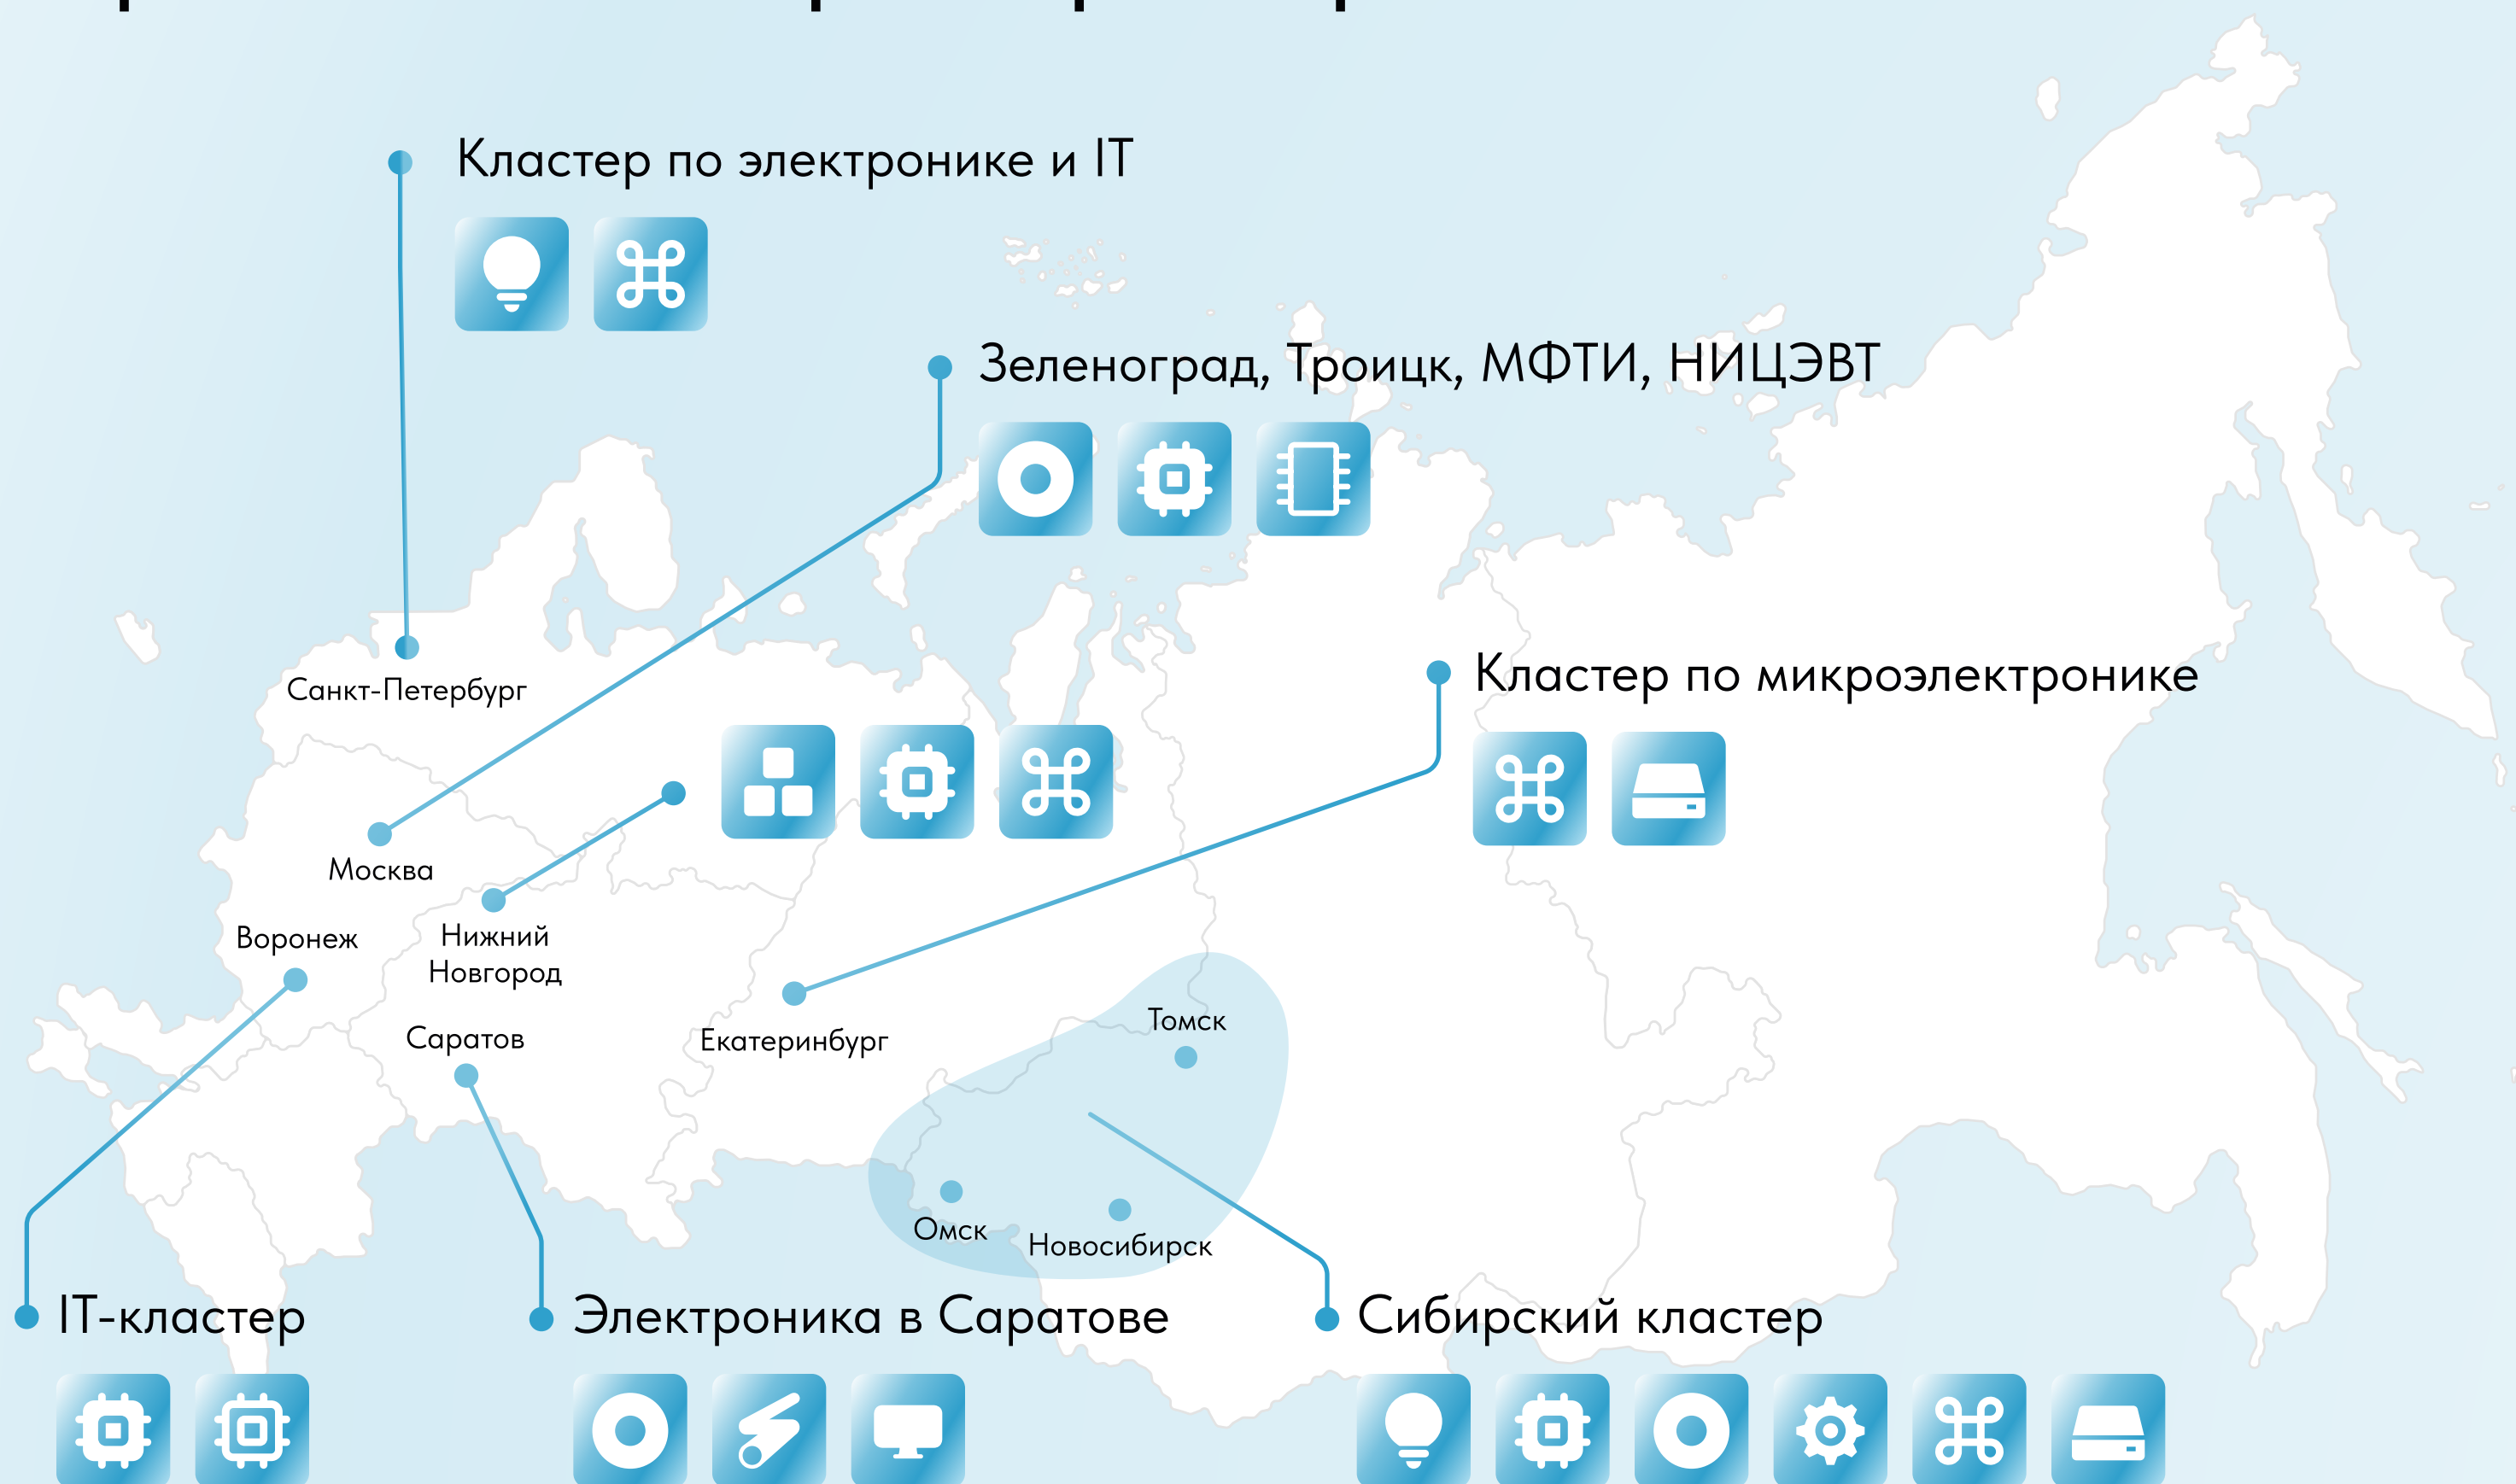 Кластер по электронике и IT
Зеленоград, Троицк, МФТИ, НИЦЭВТ
Кластер по микроэлектронике
Санкт-Петербург
Москва
Воронеж
Нижний
Новгород
Саратов
Екатеринбург
Томск
Омск
Новосибирск
IT-кластер
Электроника в Саратове
Сибирский кластер